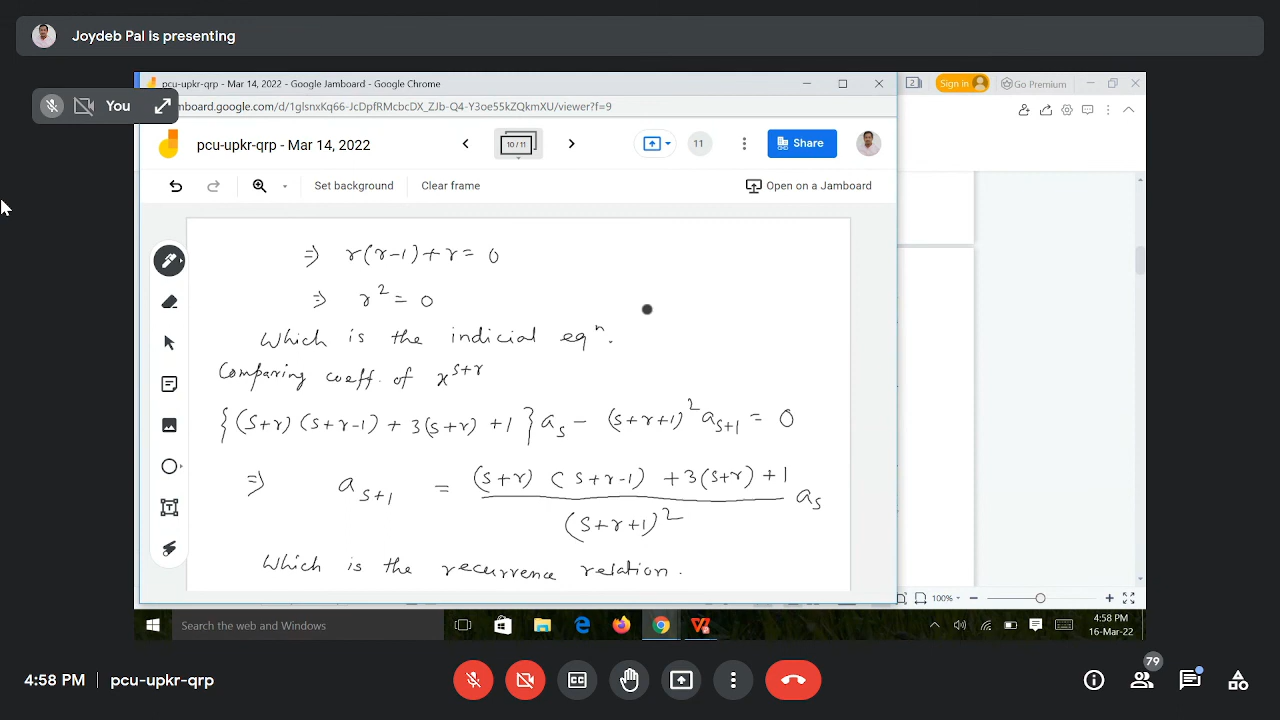 Joydeb Pal is presenting
pcu-upkr-qrp - Mar 14, 2022 - Google Jamboard - Google Chrome
You
mboard.google.com/d/1glsnxKq66-JcDpfRMcbcDX_ZJb-Q4-Y3oe55kZQkmXU/viewer?f=9
2
Sign in
Go Premium
pcu-upkr-qrp - Mar 14, 2022
10 / 11
11
Share
Set background
Clear frame
Open on a Jamboard
⇒ r(r-1)+r = 0
⇒ r² = 0
Which is the indicial eqⁿ.
Comparing coeff. of x^{s+r}
{(s+r)(s+r-1) + 3(s+r) + 1} a_s - (s+r+1)² a_{s+1} = 0
⇒ a_{s+1} = \frac{(s+r)(s+r-1) + 3(s+r) + 1}{(s+r+1)²} a_s
Which is the recurrence relation.
100%
Search the web and Windows
4:58 PM
16-Mar-22
79
4:58 PM | pcu-upkr-qrp